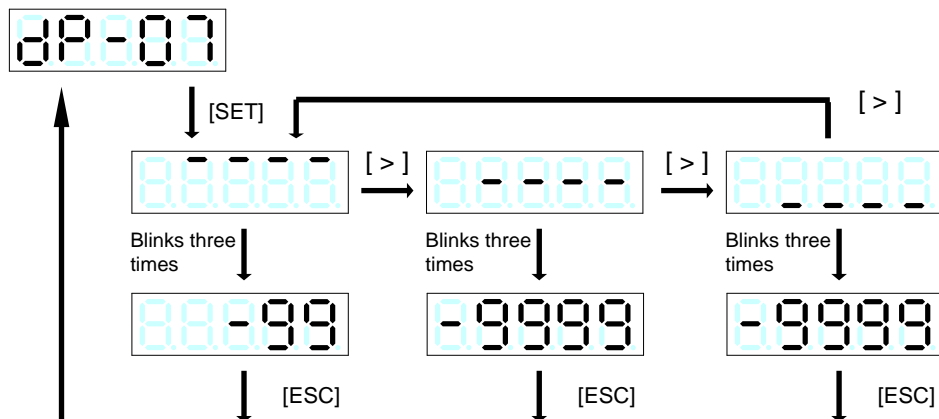 dP-07
[SET]
[ > ]
- - - -
[ > ]
- - - -
[ > ]
- - - -
Blinks three
times
Blinks three
times
Blinks three
times
-99
-9999
-9999
[ESC]
[ESC]
[ESC]